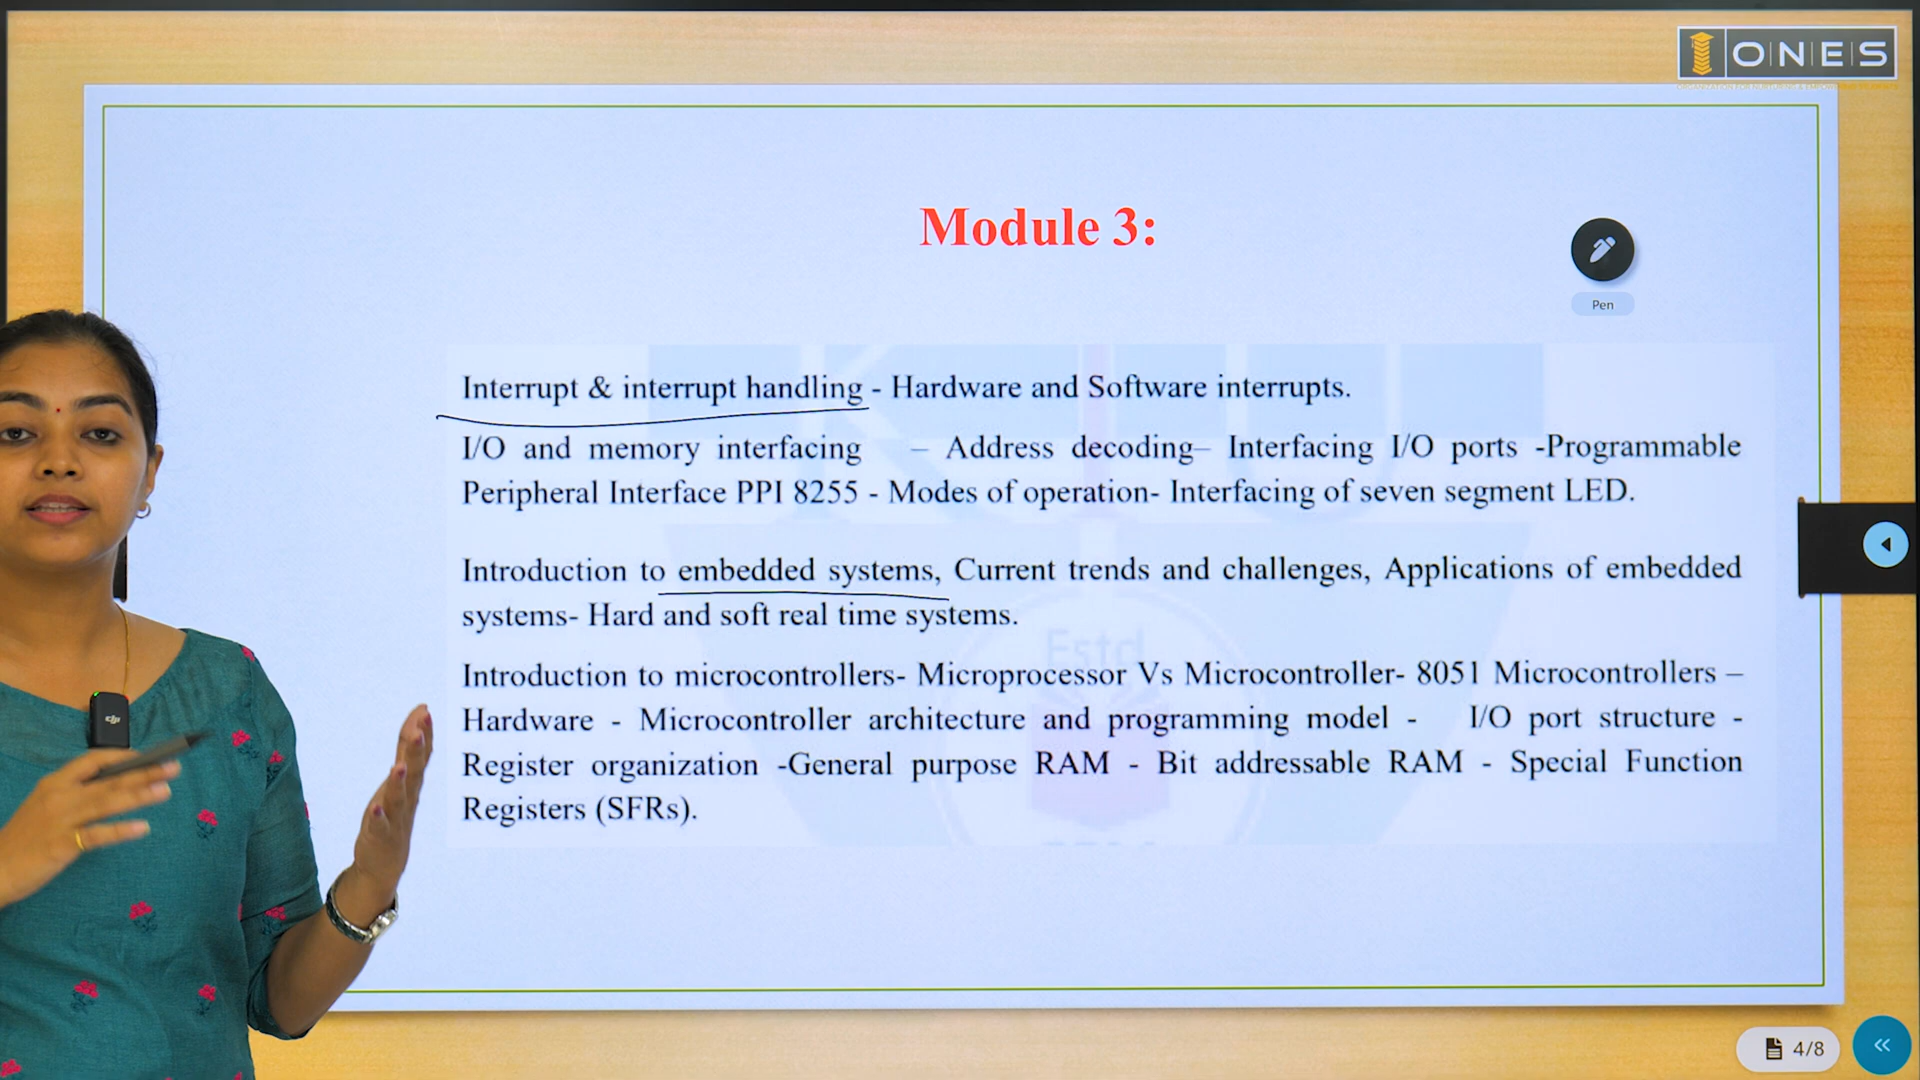 ONES
Module 3:
Pen
Interrupt & interrupt handling - Hardware and Software interrupts.
I/O and memory interfacing – Address decoding– Interfacing I/O ports -Programmable
Peripheral Interface PPI 8255 - Modes of operation- Interfacing of seven segment LED.
Introduction to embedded systems, Current trends and challenges, Applications of embedded
systems- Hard and soft real time systems.
Introduction to microcontrollers- Microprocessor Vs Microcontroller- 8051 Microcontrollers –
Hardware - Microcontroller architecture and programming model - I/O port structure -
Register organization -General purpose RAM - Bit addressable RAM - Special Function
Registers (SFRs).
Estd
dji
4/8